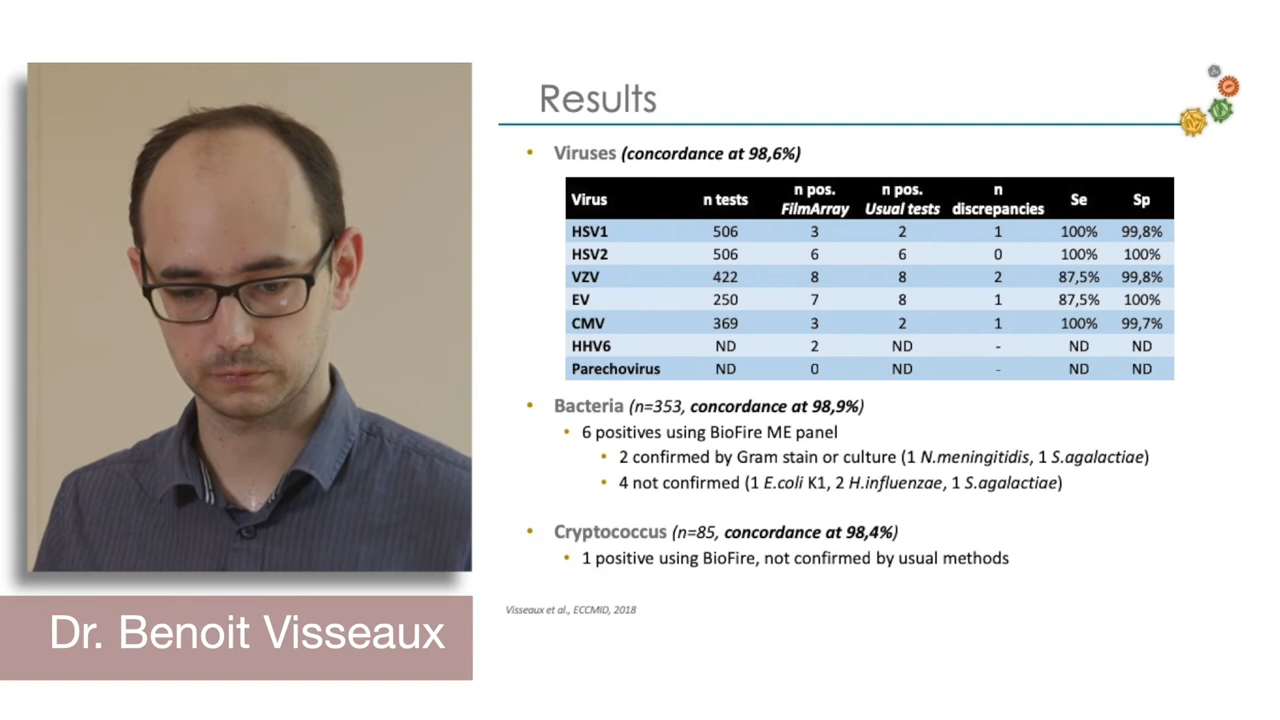 Results
• Viruses (concordance at 98,6%)
Virus n tests n pos. FilmArray n pos. Usual tests n discrepancies Se Sp
HSV1 506 3 2 1 100% 99,8%
HSV2 506 6 6 0 100% 100%
VZV 422 8 8 2 87,5% 99,8%
EV 250 7 8 1 87,5% 100%
CMV 369 3 2 1 100% 99,7%
HHV6 ND 2 ND - ND ND
Parechovirus ND 0 ND - ND ND
• Bacteria (n=353, concordance at 98,9%)
• 6 positives using BioFire ME panel
• 2 confirmed by Gram stain or culture (1 N.meningitidis, 1 S.agalactiae)
• 4 not confirmed (1 E.coli K1, 2 H.influenzae, 1 S.agalactiae)
• Cryptococcus (n=85, concordance at 98,4%)
• 1 positive using BioFire, not confirmed by usual methods
Visseaux et al., ECCMID, 2018
Dr. Benoit Visseaux